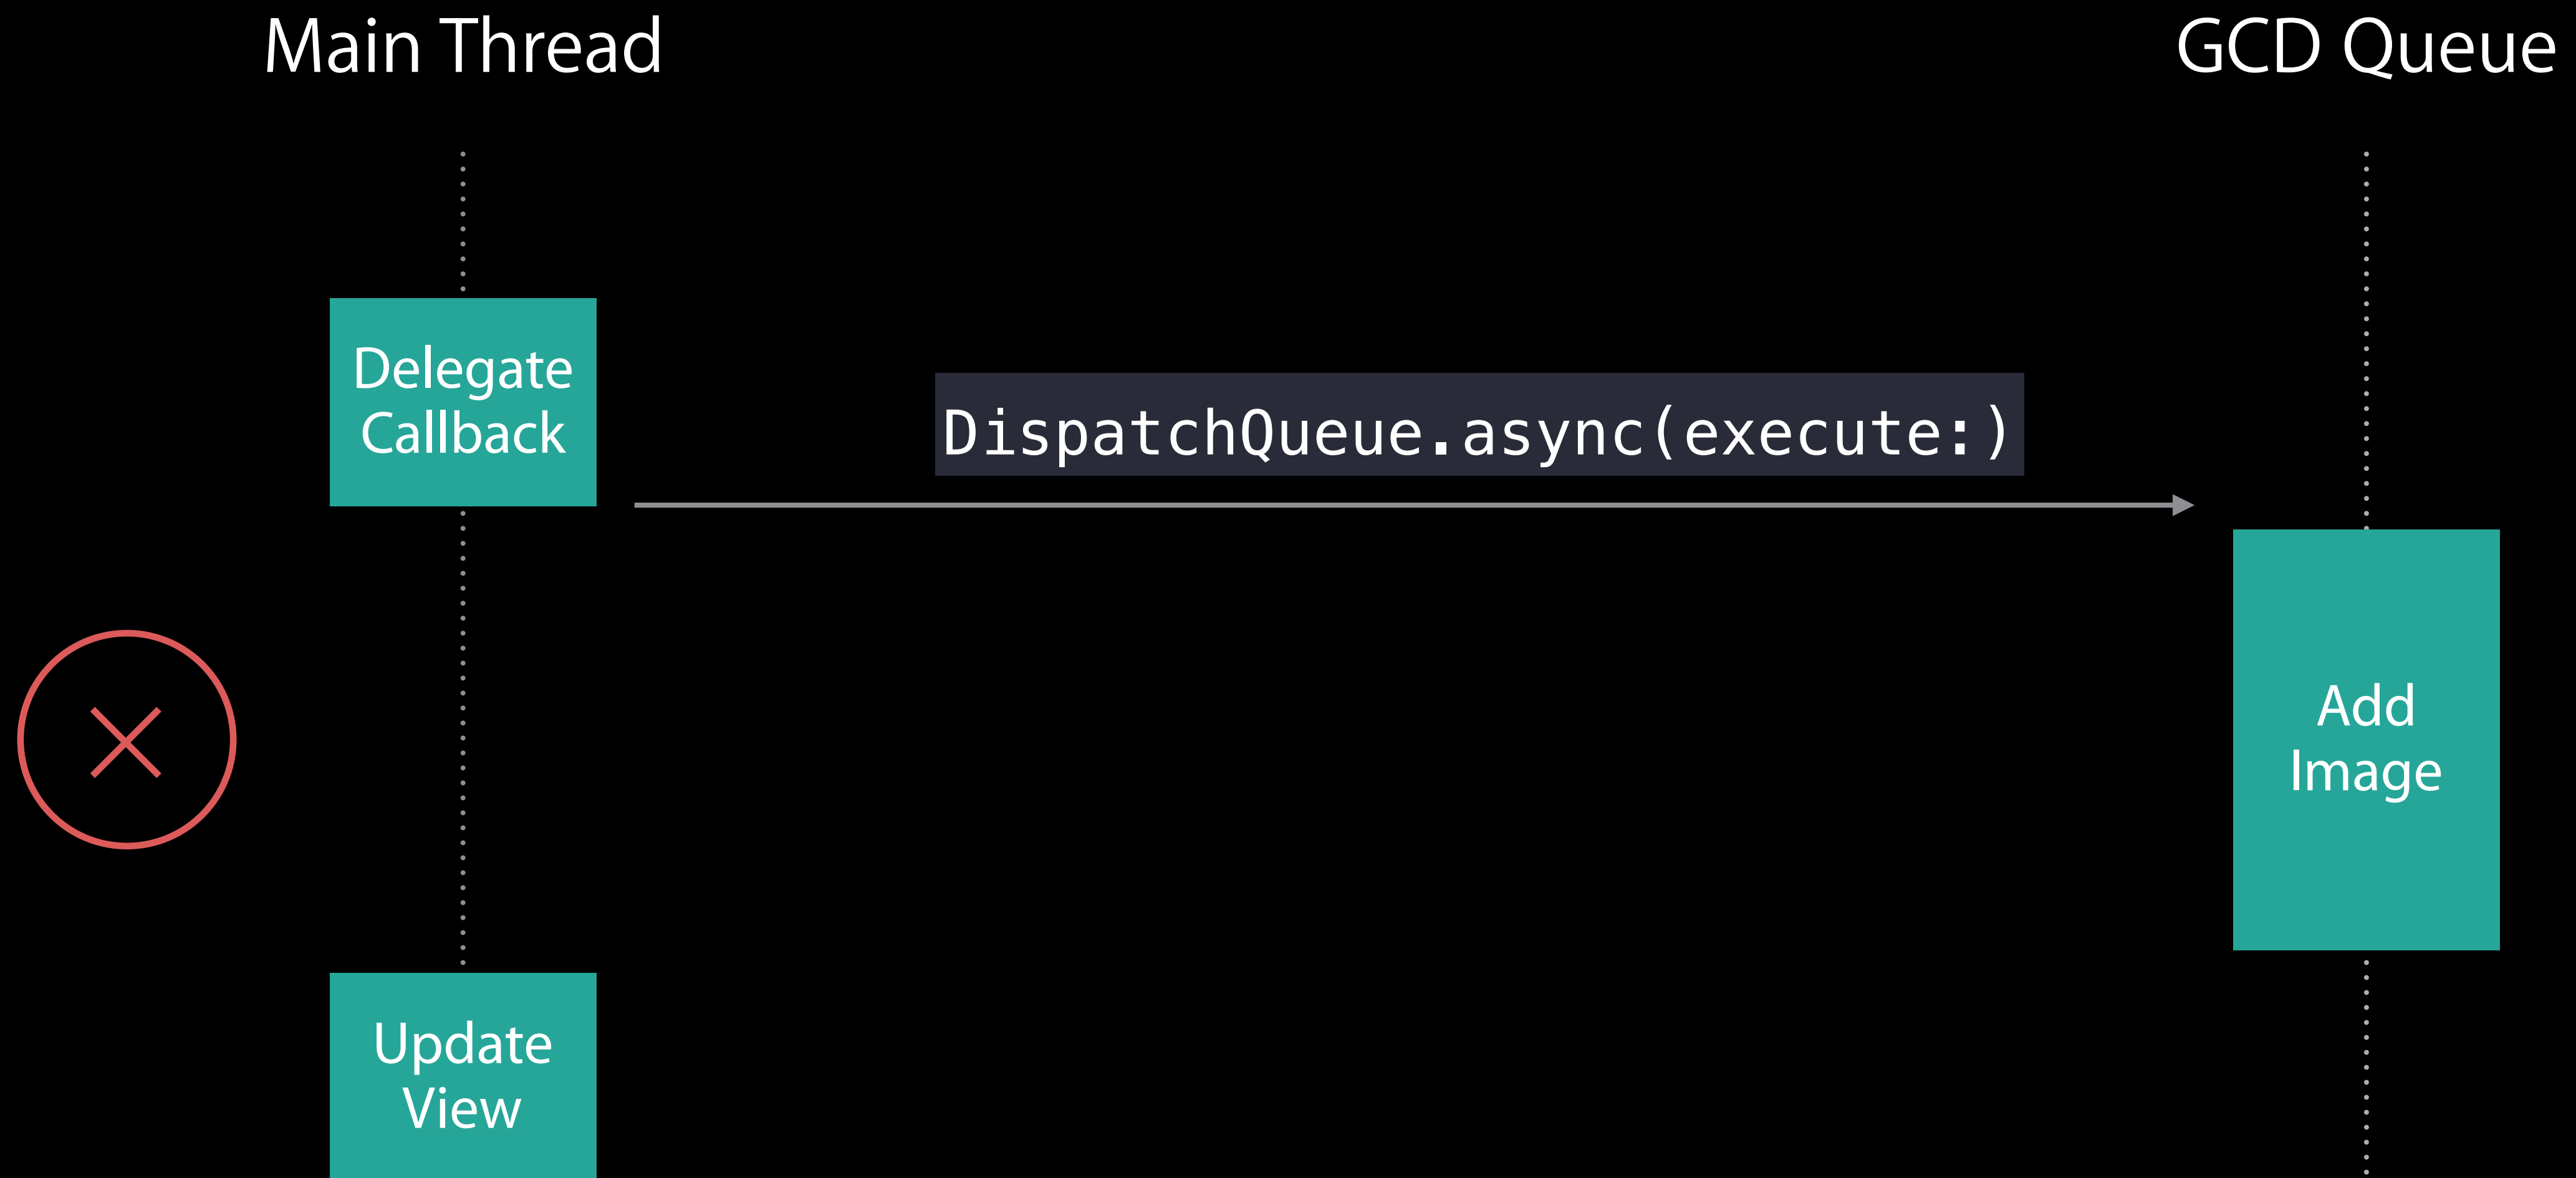 Main Thread
GCD Queue
Delegate
Callback
DispatchQueue.async(execute:)
Add
Image
Update
View